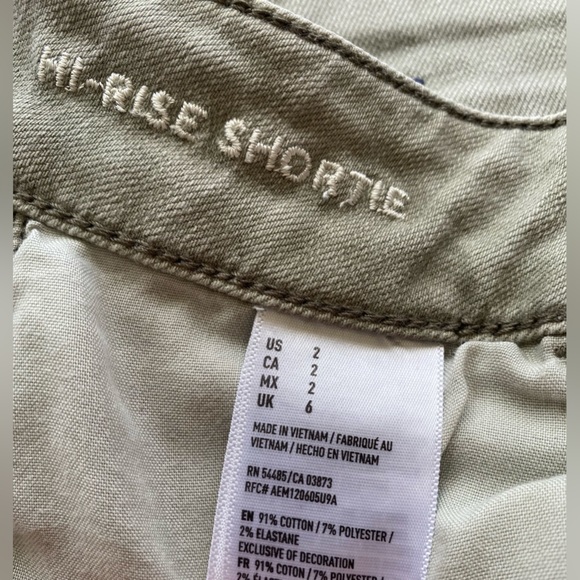 HI-RISE SHORTIE
US 2
CA 2
MX 2
UK 6
MADE IN VIETNAM / FABRIQUÉ AU
VIETNAM / HECHO EN VIETNAM
RN 54485/CA 03873
RFC# AEM120605U9A
EN 91% COTTON / 7% POLYESTER /
2% ELASTANE
EXCLUSIVE OF DECORATION
FR 91% COTON / 7% POLYESTER /
2% ÉLASTHANNE